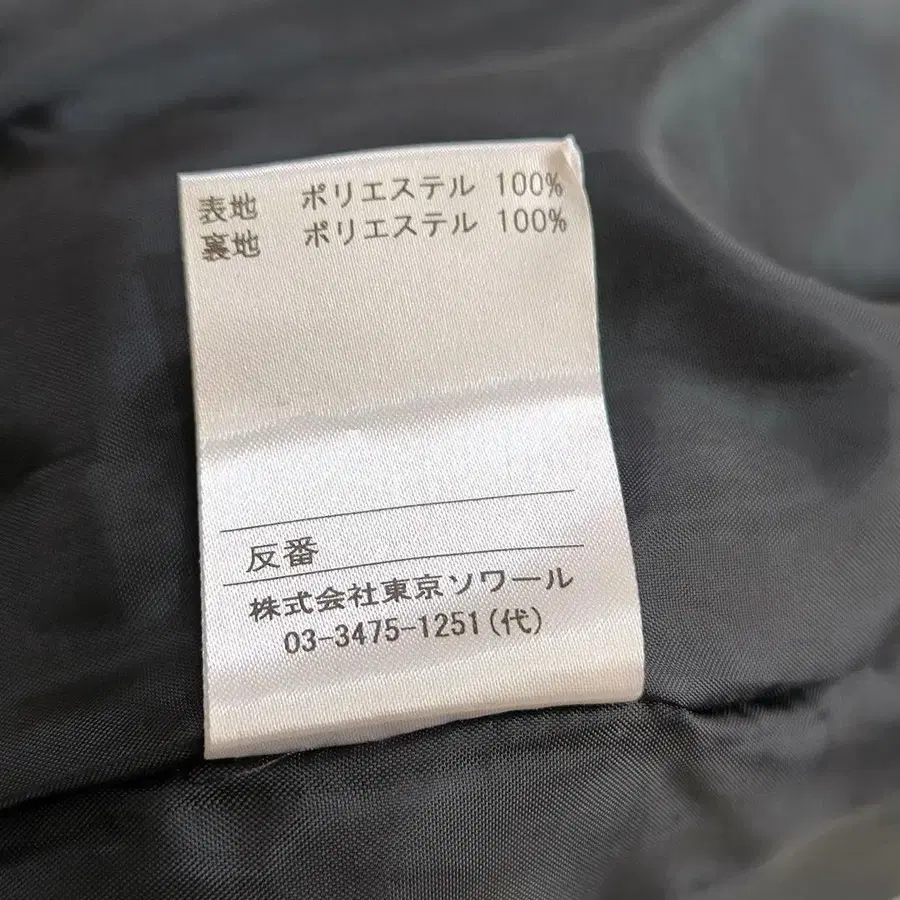 表地 ポリエステル 100%
裏地 ポリエステル 100%
反番
株式会社東京ソワール
03-3475-1251(代)